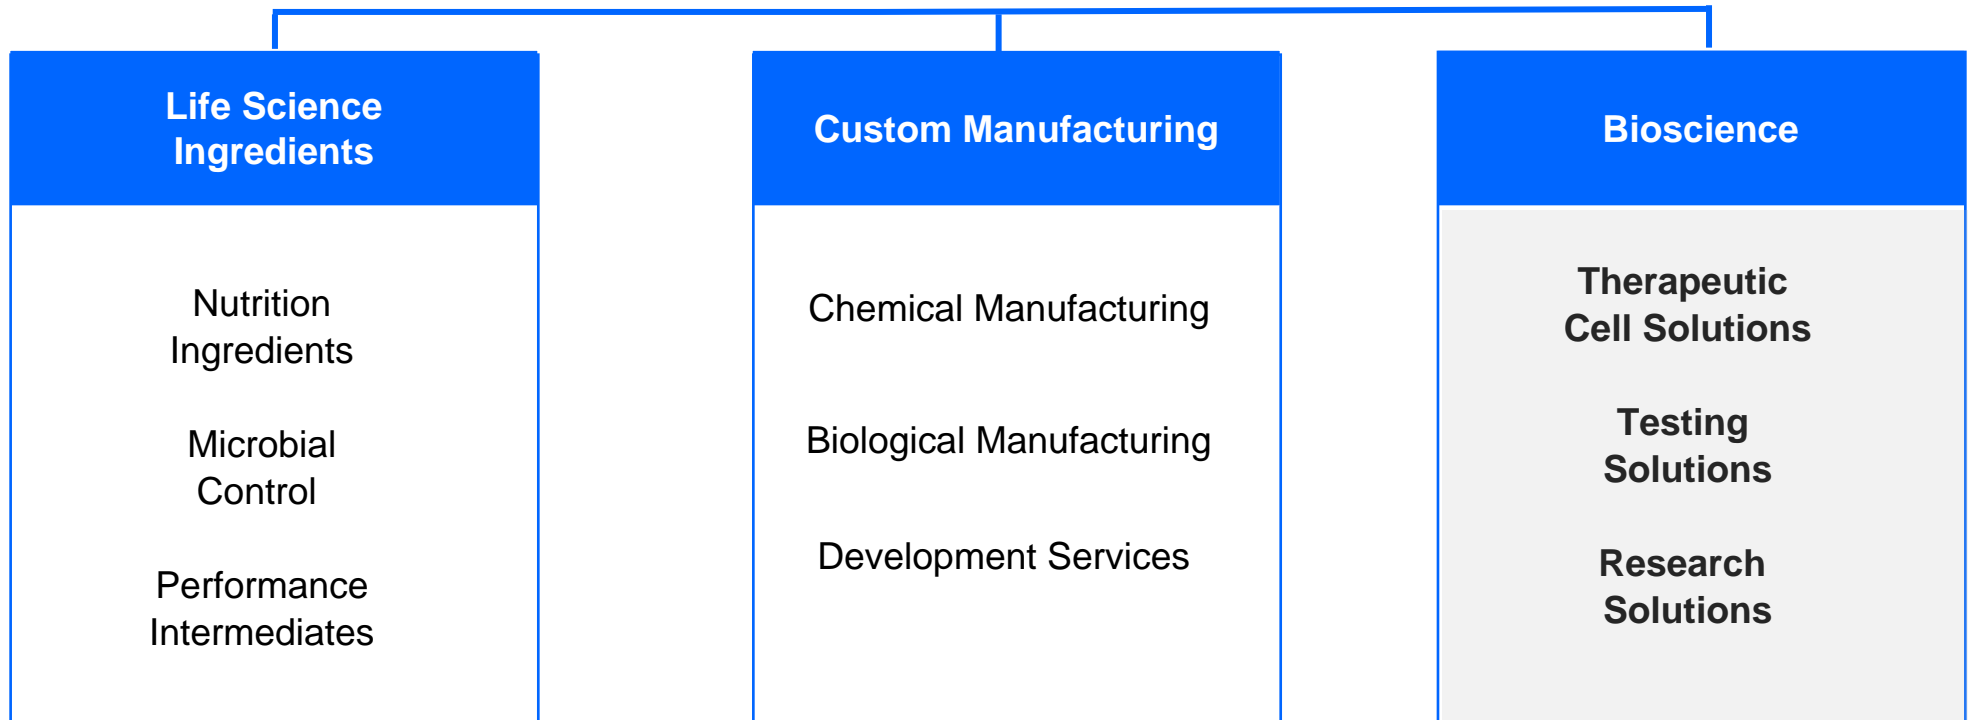 Life Science
Ingredients
Nutrition
Ingredients
Microbial
Control
Performance
Intermediates
Custom Manufacturing
Chemical Manufacturing
Biological Manufacturing
Development Services
Bioscience
Therapeutic
Cell Solutions
Testing
Solutions
Research
Solutions